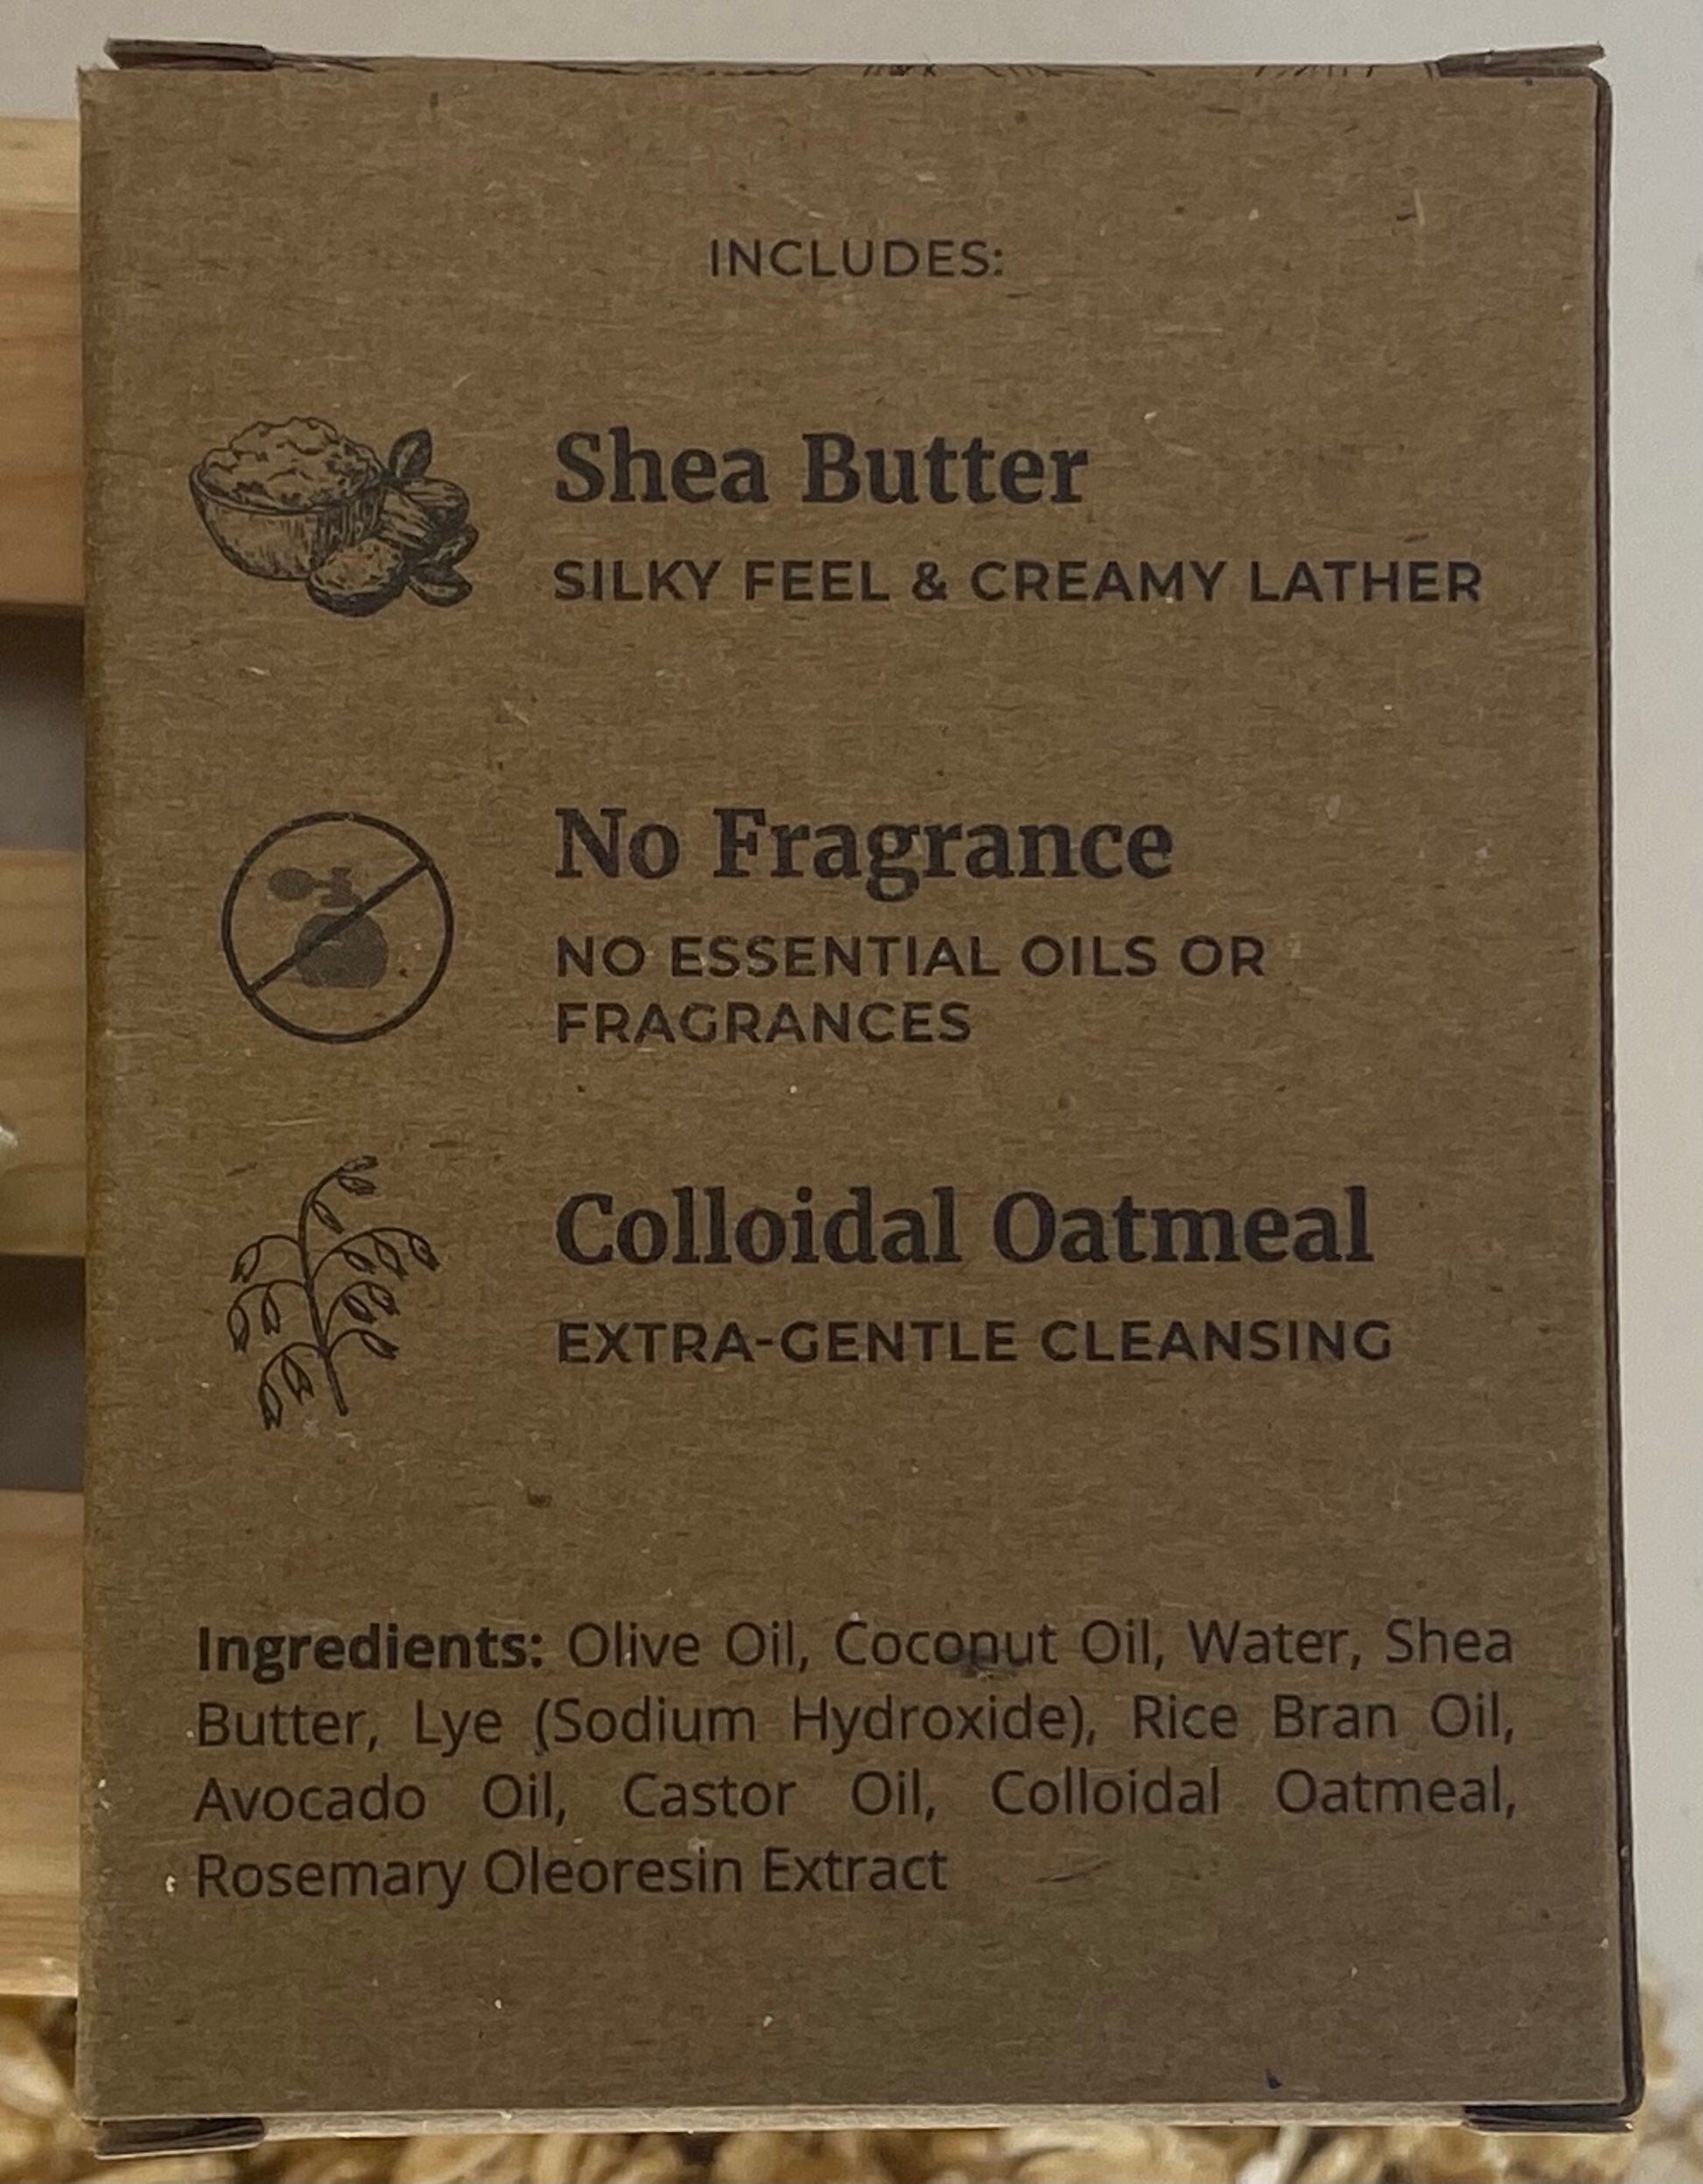 INCLUDES:
Shea Butter
SILKY FEEL & CREAMY LATHER
No Fragrance
NO ESSENTIAL OILS OR
FRAGRANCES
Colloidal Oatmeal
EXTRA-GENTLE CLEANSING
Ingredients: Olive Oil, Coconut Oil, Water, Shea
Butter, Lye (Sodium Hydroxide), Rice Bran Oil,
Avocado Oil, Castor Oil, Colloidal Oatmeal,
Rosemary Oleoresin Extract